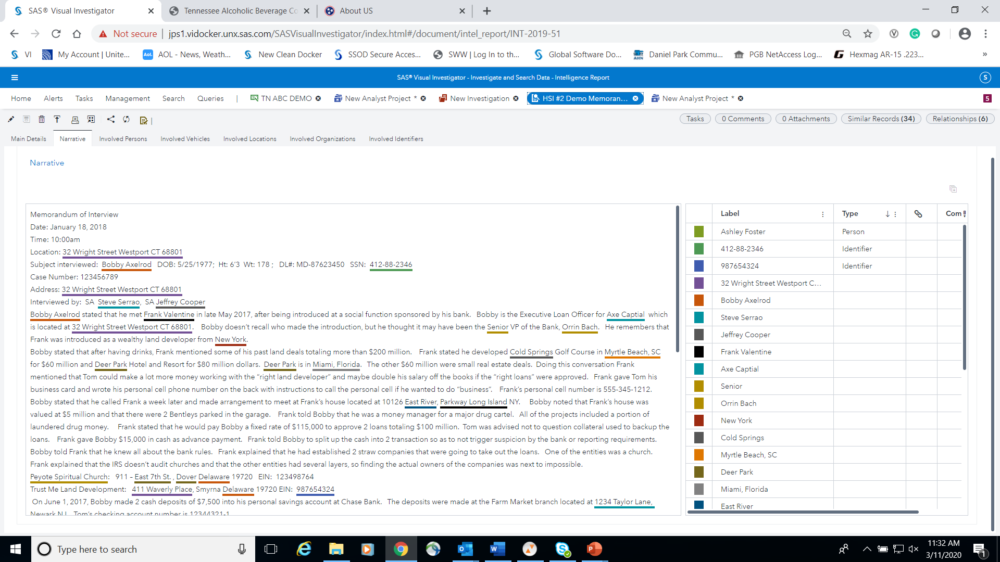 SAS® Visual Investigator
Tennessee Alcoholic Beverage Co
About US
Not secure | jps1.vidocker.unx.sas.com/SASVisualInvestigator/index.html#/document/intel_report/INT-2019-51
VI
My Account | Unite...
Aol.
AOL - News, Weath...
New Clean Docker
SSOD Secure Acces...
SWW | Log In to th...
Global Software Do...
AHN
Daniel Park Commu...
PGB NetAccess Log...
Hexmag AR-15 .223...
»
SAS® Visual Investigator - Investigate and Search Data - Intelligence Report
S
Home
Alerts
Tasks
Management
Search
Queries
TN ABC DEMO
New Analyst Project *
New Investigation
HSI #2 Demo Memoran...
New Analyst Project *
5
Tasks
0 Comments
0 Attachments
Similar Records (34)
Relationships (6)
Main Details
Narrative
Involved Persons
Involved Vehicles
Involved Locations
Involved Organizations
Involved Identifiers
Narrative
Memorandum of Interview
Date: January 18, 2018
Time: 10:00am
Location: 32 Wright Street Westport CT 68801
Subject interviewed: Bobby Axelrod DOB: 5/25/1977; Ht: 6'3 Wt: 178 ; DL#: MD-87623450 SSN: 412-88-2346
Case Number: 123456789
Address: 32 Wright Street Westport CT 68801
Interviewed by: SA Steve Serrao, SA Jeffrey Cooper
Bobby Axelrod stated that he met Frank Valentine in late May 2017, after being introduced at a social function sponsored by his bank. Bobby is the Executive Loan Officer for Axe Captial which
is located at 32 Wright Street Westport CT 68801. Bobby doesn't recall who made the introduction, but he thought it may have been the Senior VP of the Bank, Orrin Bach. He remembers that
Frank was introduced as a wealthy land developer from New York.
Bobby stated that after having drinks, Frank mentioned some of his past land deals totaling more than $200 million. Frank stated he developed Cold Springs Golf Course in Myrtle Beach, SC
for $60 million and Deer Park Hotel and Resort for $80 million dollars. Deer Park is in Miami, Florida. The other $60 million were small real estate deals. Doing this conversation Frank
mentioned that Tom could make a lot more money working with the “right land developer” and maybe double his salary off the books if the “right loans” were approved. Frank gave Tom his
business card and wrote his personal cell phone number on the back with instructions to call the personal cell if he wanted to do “business”. Frank's personal cell number is 555-345-1212.
Bobby stated that he called Frank a week later and made arrangement to meet at Frank's house located at 10126 East River, Parkway Long Island NY. Bobby noted that Frank's house was
valued at $5 million and that there were 2 Bentleys parked in the garage. Frank told Bobby that he was a money manager for a major drug cartel. All of the projects included a portion of
laundered drug money. Frank stated that he would pay Bobby a fixed rate of $115,000 to approve 2 loans totaling $100 million. Tom was advised not to question collateral used to backup the
loans. Frank gave Bobby $15,000 in cash as advance payment. Frank told Bobby to split up the cash into 2 transaction so as to not trigger suspicion by the bank or reporting requirements.
Bobby told Frank that he knew all about the bank rules. Frank explained that he had established 2 straw companies that were going to take out the loans. One of the entities was a church.
Frank explained that the IRS doesn't audit churches and that the other entities had several layers, so finding the actual owners of the companies was next to impossible.
Peyote Spiritual Church: 911 – East 7th St. , Dover Delaware 19720 EIN: 123498764
Trust Me Land Development: 411 Waverly Place, Smyrna Delaware 19720 EIN: 987654324
On June 1, 2017, Bobby made 2 cash deposits of $7,500 into his personal savings account at Chase Bank. The deposits were made at the Farm Market branch located at 1234 Taylor Lane,
Newark NJ. Tom's checking account number is 12344321-1
Label Type Com
Ashley Foster Person
412-88-2346 Identifier
987654324 Identifier
32 Wright Street Westport C...
Bobby Axelrod
Steve Serrao
Jeffrey Cooper
Frank Valentine
Axe Captial
Senior
Orrin Bach
New York
Cold Springs
Myrtle Beach, SC
Deer Park
Miami, Florida
East River
Type here to search
11:32 AM
3/11/2020
1